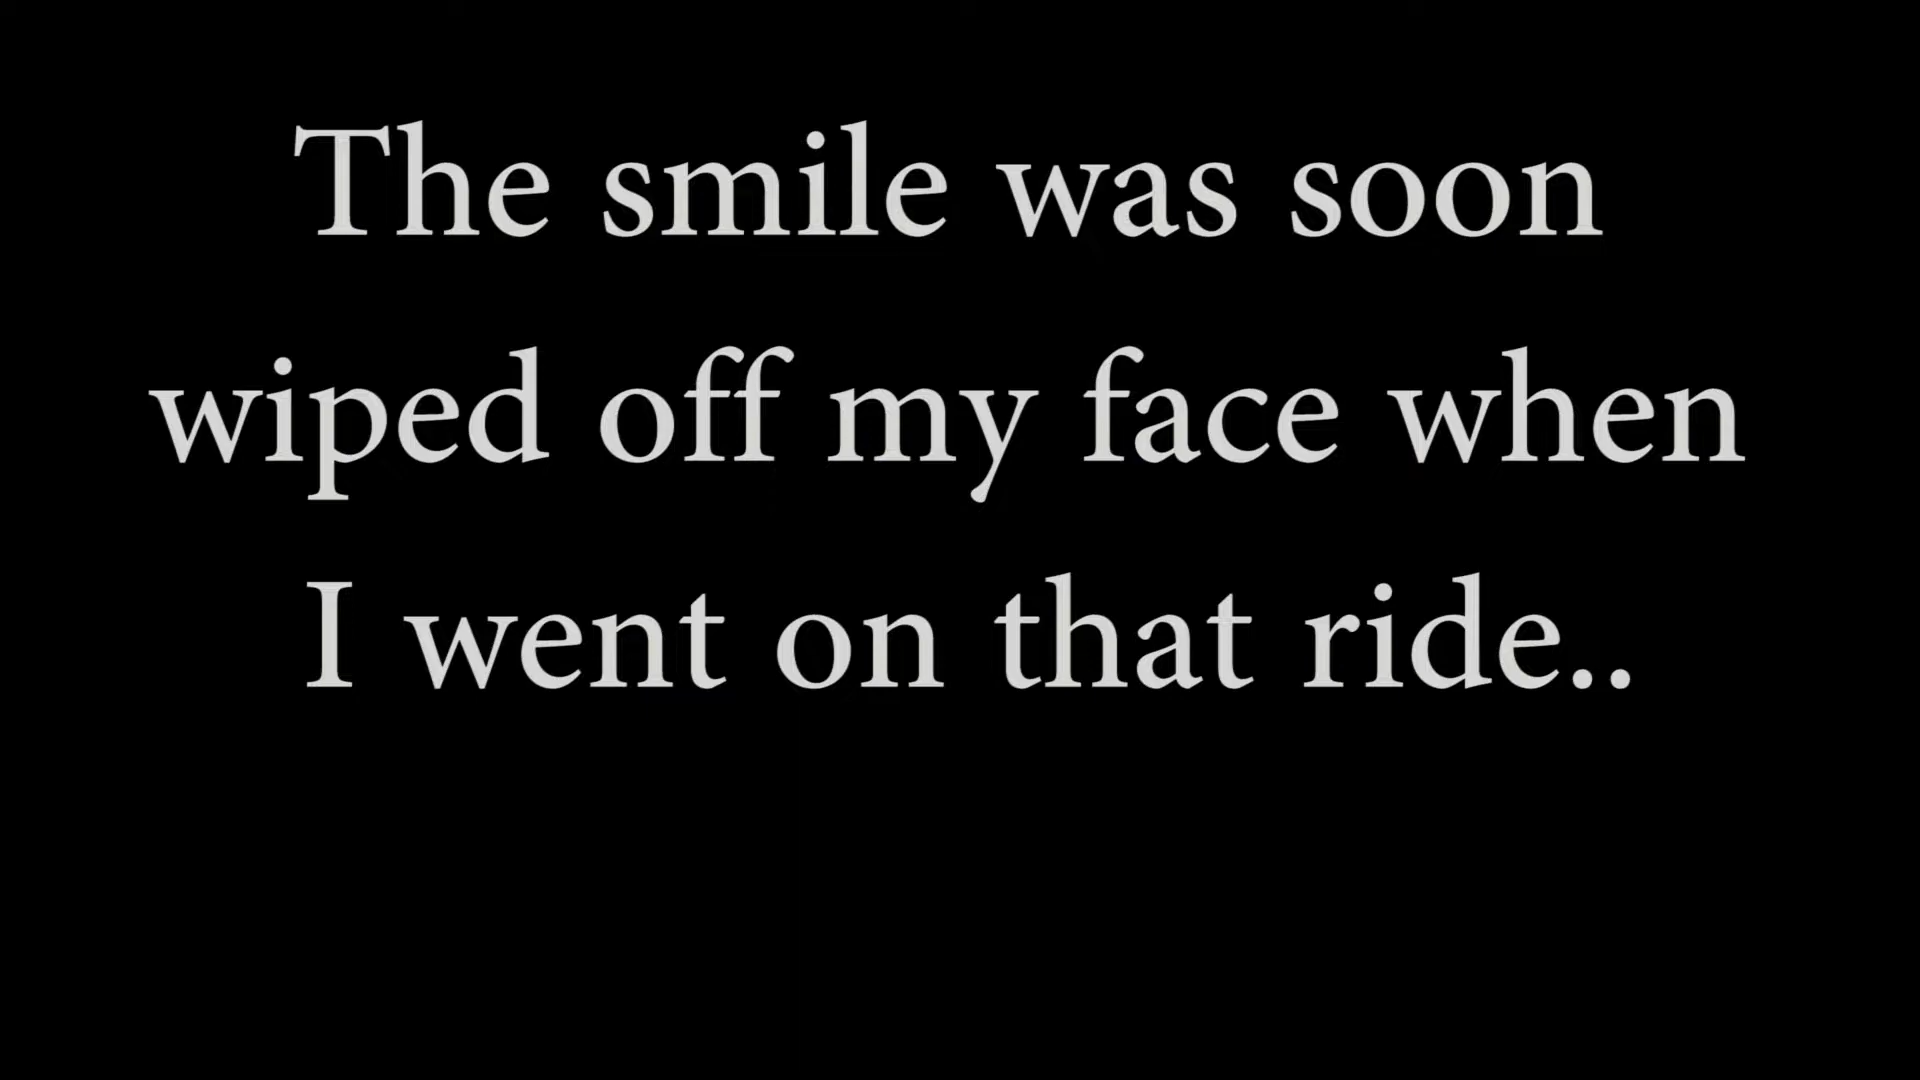 The smile was soon
wiped off my face when
I went on that ride..